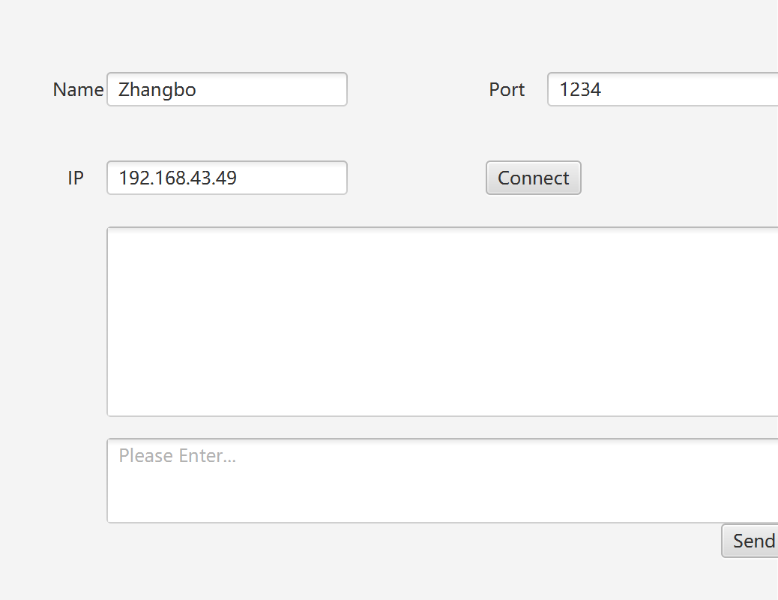 Name Zhangbo Port 1234
IP 192.168.43.49 Connect
Please Enter...
Send